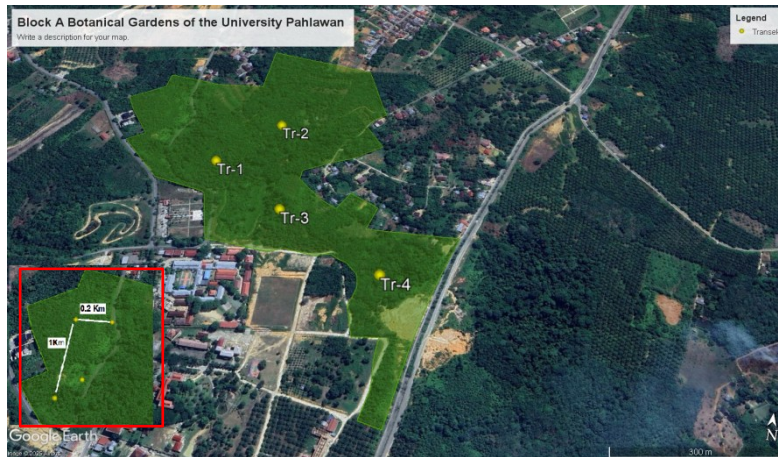 Block A Botanical Gardens of the University Pahlawan
Write a description for your map.
Legend
Transek
Tr-2
Tr-1
Tr-3
Tr-4
0.2 Km
1Km
Google Earth
300 m
N